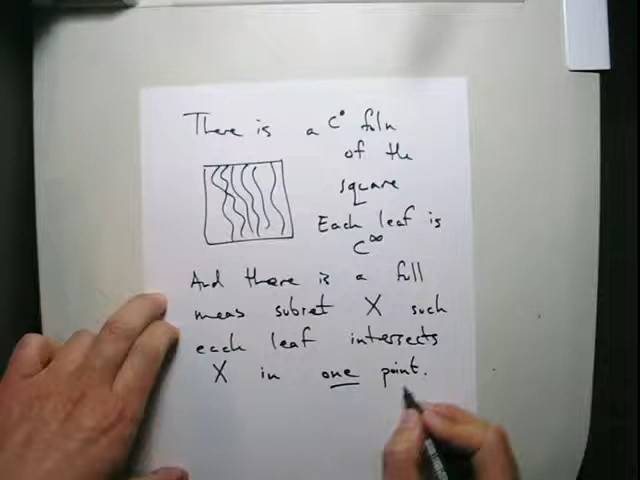 There is a C⁰ foln
of the
square
Each leaf is
C∞
And there is a full
meas subset X such
each leaf intersects
X in one point.